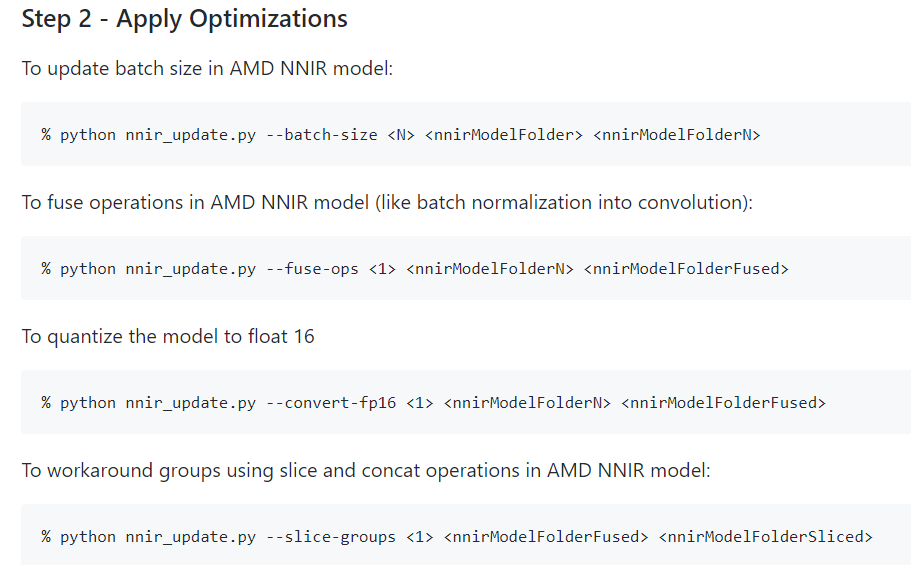 Step 2 - Apply Optimizations
To update batch size in AMD NNIR model:
% python nnir_update.py --batch-size <N> <nnirModelFolder> <nnirModelFolderN>
To fuse operations in AMD NNIR model (like batch normalization into convolution):
% python nnir_update.py --fuse-ops <1> <nnirModelFolderN> <nnirModelFolderFused>
To quantize the model to float 16
% python nnir_update.py --convert-fp16 <1> <nnirModelFolderN> <nnirModelFolderFused>
To workaround groups using slice and concat operations in AMD NNIR model:
% python nnir_update.py --slice-groups <1> <nnirModelFolderFused> <nnirModelFolderSliced>